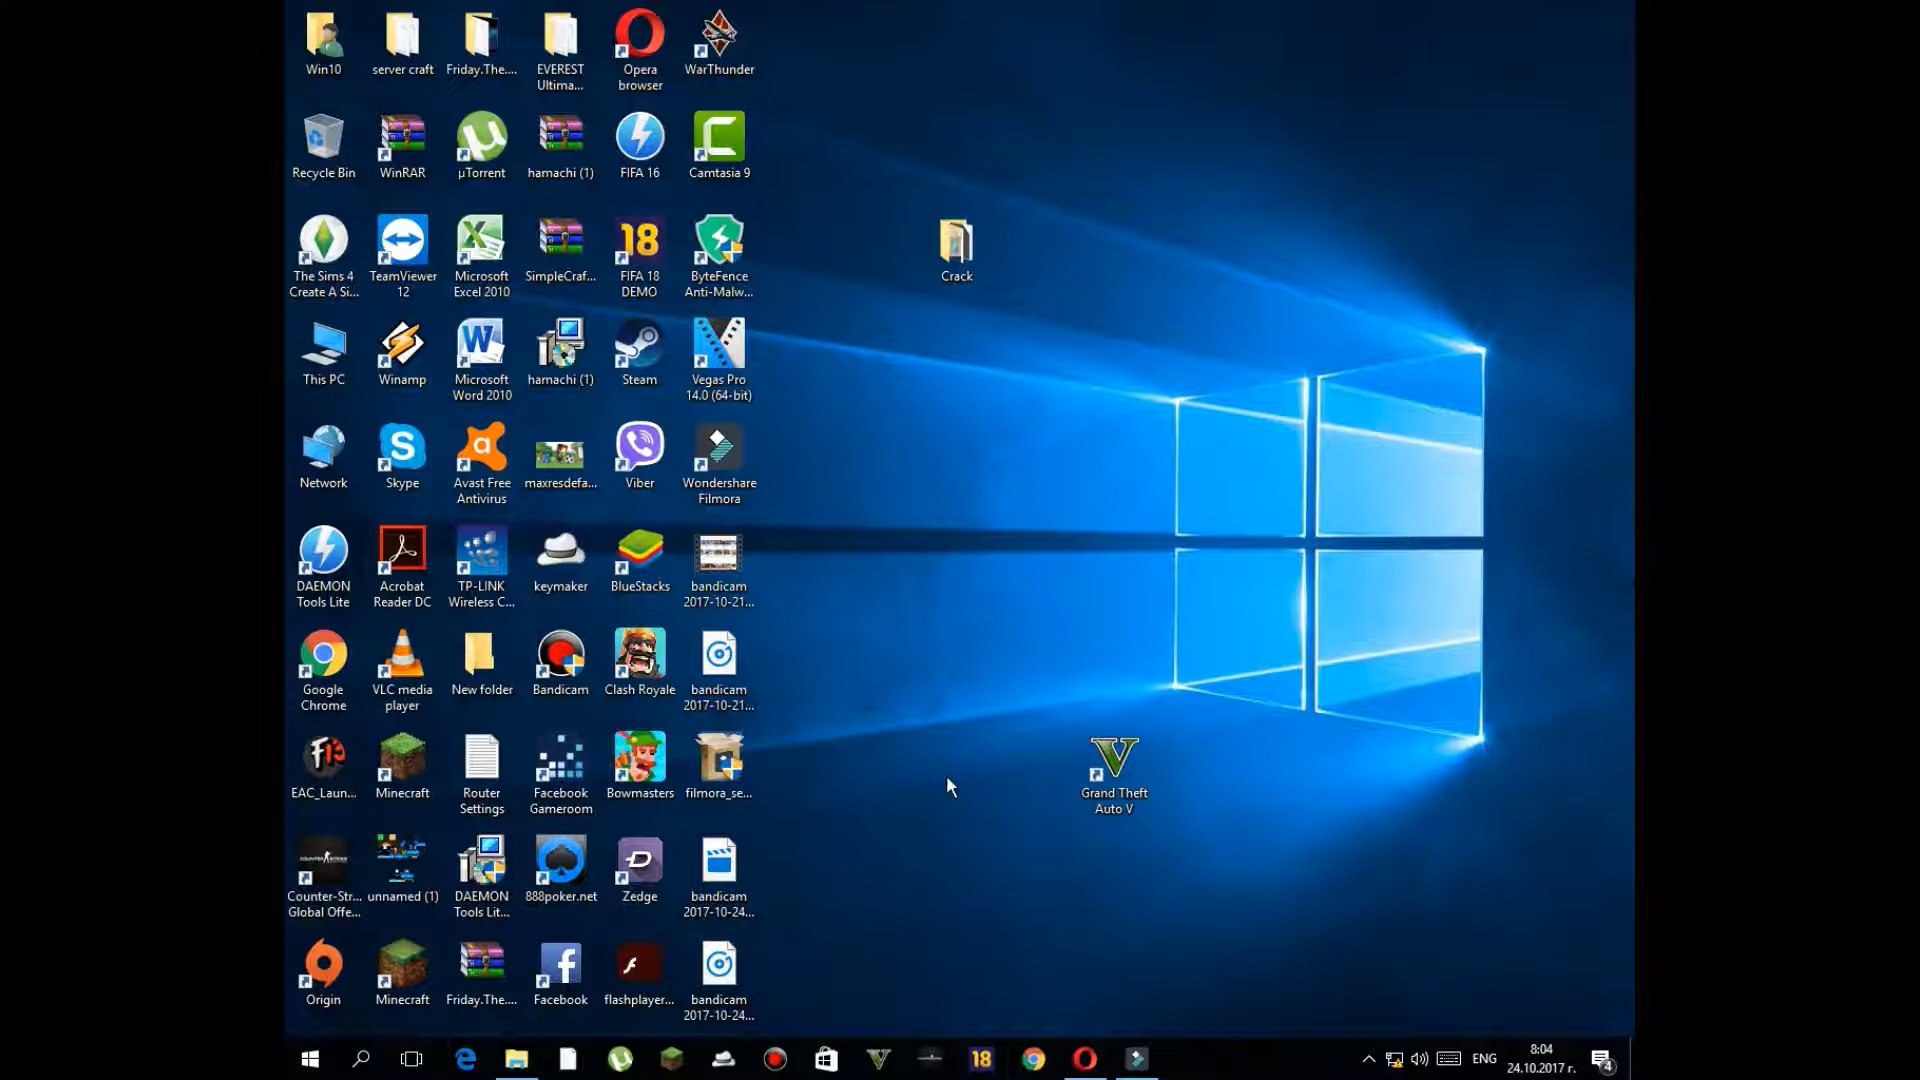 Win10
server craft
Friday.The....
EVEREST
Ultima...
Opera
browser
WarThunder
Recycle Bin
WinRAR
µTorrent
hamachi (1)
FIFA 16
Camtasia 9
The Sims 4
Create A Si...
TeamViewer
12
Microsoft
Excel 2010
SimpleCraf...
18
FIFA 18
DEMO
ByteFence
Anti-Malw...
Crack
This PC
Winamp
Microsoft
Word 2010
hamachi (1)
Steam
Vegas Pro
14.0 (64-bit)
Network
Skype
Avast Free
Antivirus
maxresdefa...
Viber
Wondershare
Filmora
DAEMON
Tools Lite
Acrobat
Reader DC
TP-LINK
Wireless C...
keymaker
BlueStacks
bandicam
2017-10-21...
Google
Chrome
VLC media
player
New folder
Bandicam
Clash Royale
bandicam
2017-10-21...
EAC_Laun...
Minecraft
Router
Settings
Facebook
Gameroom
Bowmasters
filmora_se...
Grand Theft
Auto V
Counter-Str...
Global Offe...
unnamed (1)
DAEMON
Tools Lit...
888poker.net
Zedge
bandicam
2017-10-24...
Origin
Minecraft
Friday.The....
Facebook
flashplayer...
bandicam
2017-10-24...
18
ENG
8:04
24.10.2017 г.
4